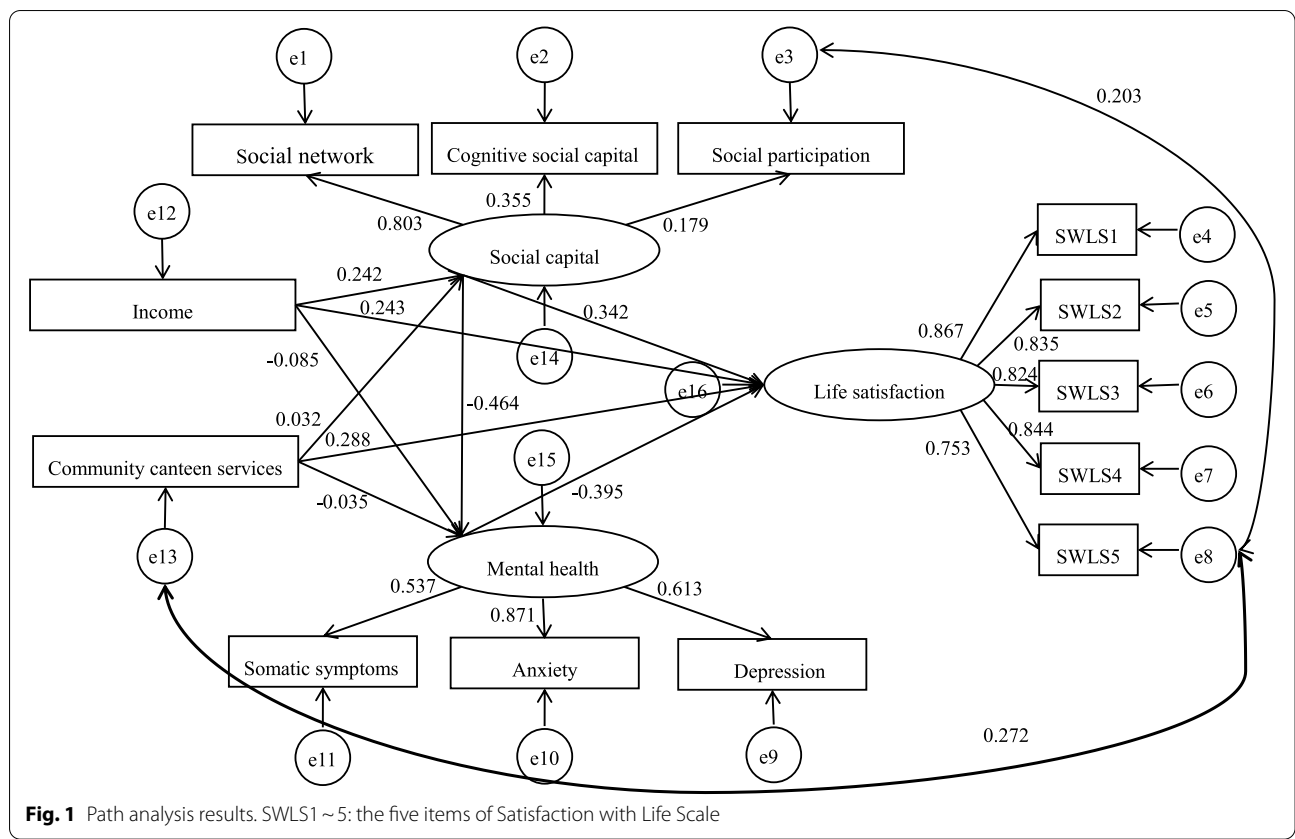 e1
e2
e3
0.203
Social network
Cognitive social capital
Social participation
e12
0.803
0.355
0.179
Social capital
SWLS1
e4
Income
0.242
0.243
0.342
SWLS2
e5
-0.085
e14
0.867
0.835
e16
Life satisfaction
0.824
SWLS3
e6
-0.464
0.032
0.288
0.844
0.753
Community canteen services
e15
SWLS4
e7
-0.035
-0.395
e13
Mental health
SWLS5
e8
0.537
0.871
0.613
Somatic symptoms
Anxiety
Depression
e11
e10
e9
0.272
Fig. 1 Path analysis results. SWLS1~5: the five items of Satisfaction with Life Scale